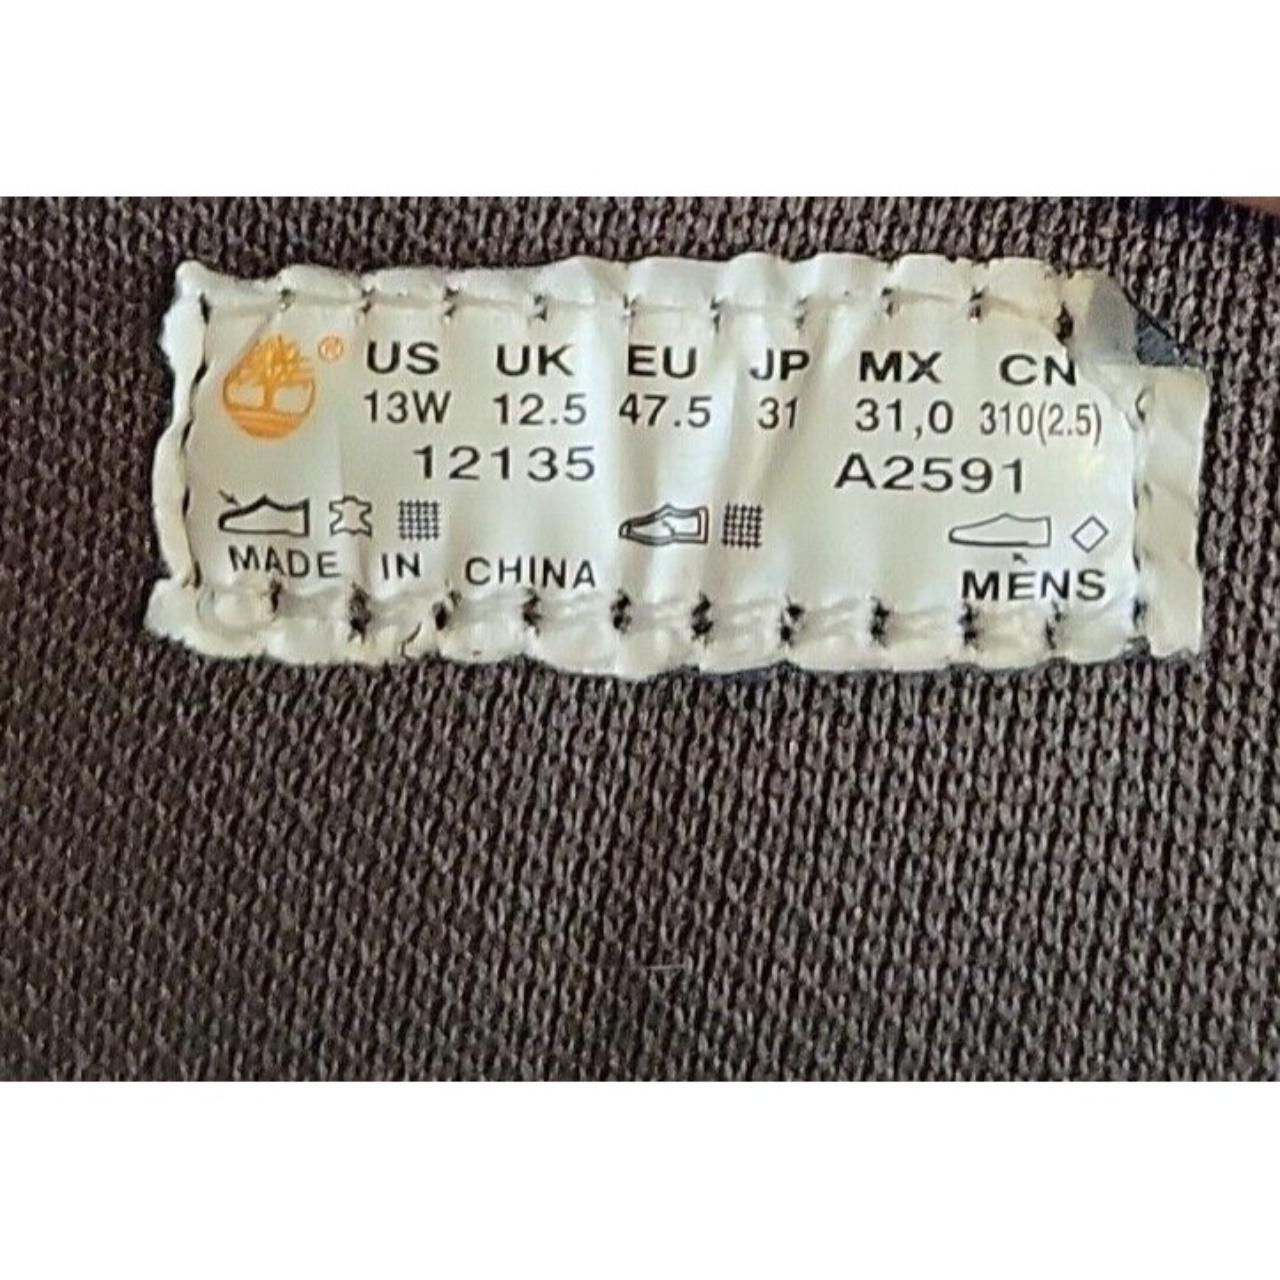 ® US UK EU JP MX CN
13W 12.5 47.5 31 31,0 310(2.5)
12135 A2591
MADE IN CHINA MENS